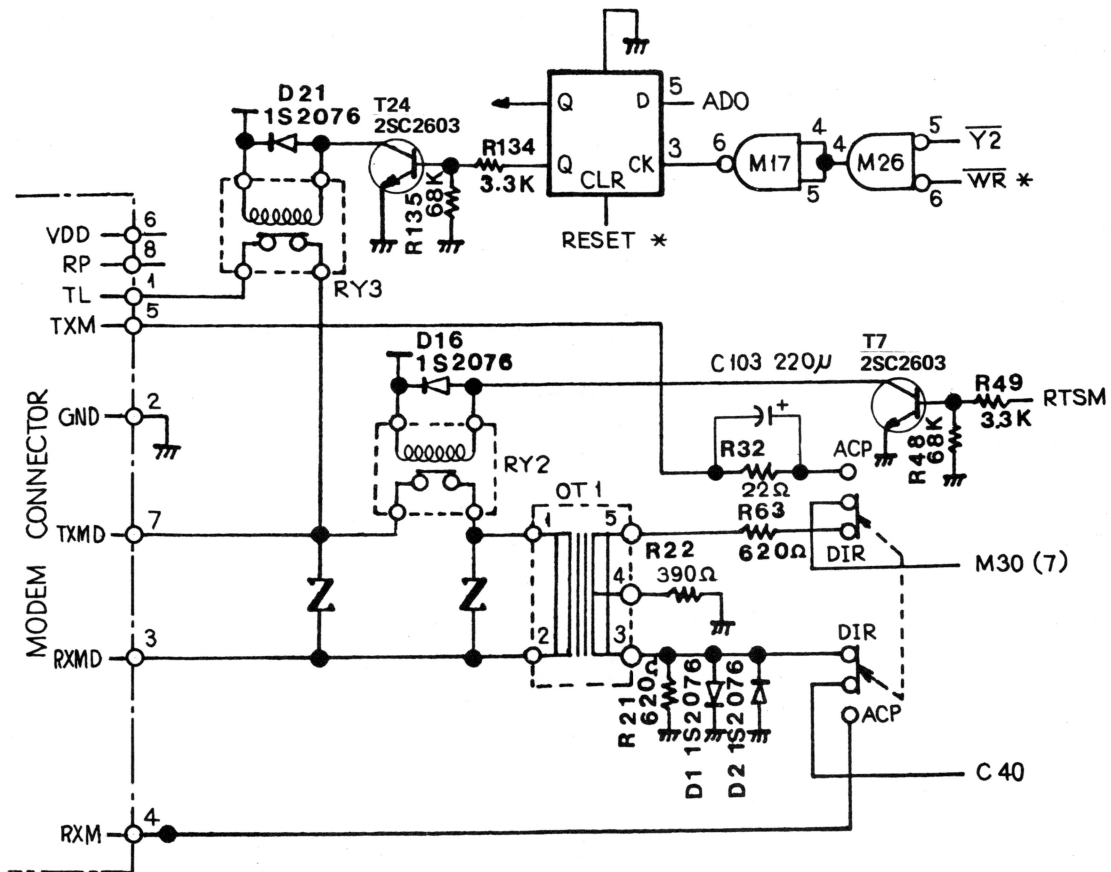 D21
1S2076
T24
2SC2603
R134
3.3K
R135
68K
Q
Q
D
CK
CLR
5
3
ADO
RESET *
6
M17
4
5
4
M26
5
6
Y2
WR *
RY3
VDD
6
RP
8
TL
1
TXM
5
GND
2
TXMD
7
RXMD
3
RXM
4
MODEM CONNECTOR
D16
1S2076
RY2
C103 220μ
+
T7
2SC2603
R49
3.3K
RTSM
R48
68K
R32
22Ω
ACP
R63
620Ω
DIR
M30 (7)
OT1
1
2
5
4
3
R22
390Ω
R21
620Ω
D1 1S2076
D2 1S2076
DIR
ACP
C40